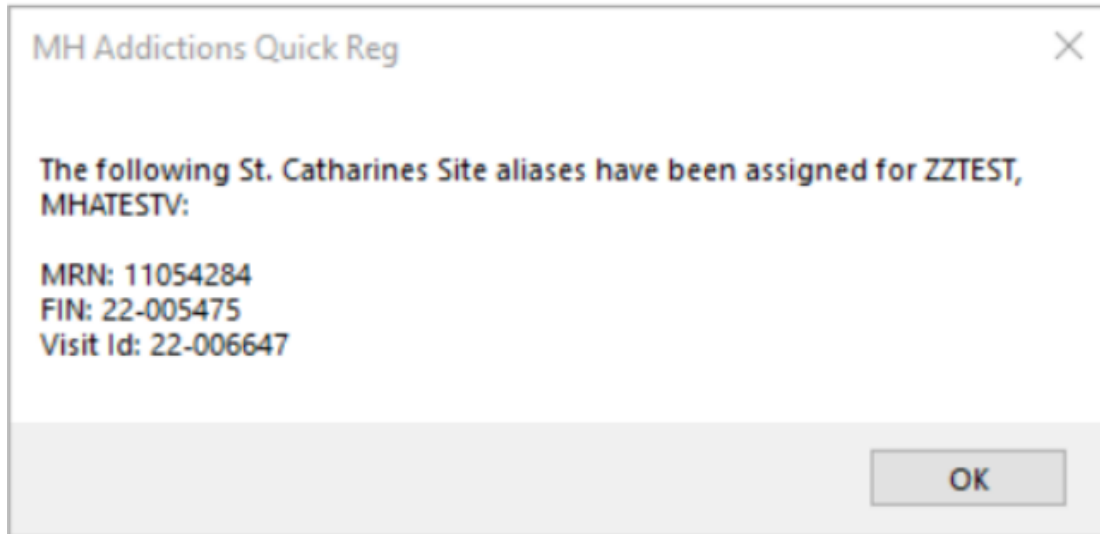 MH Addictions Quick Reg
The following St. Catharines Site aliases have been assigned for ZZTEST,
MHATESTV:
MRN: 11054284
FIN: 22-005475
Visit Id: 22-006647
OK